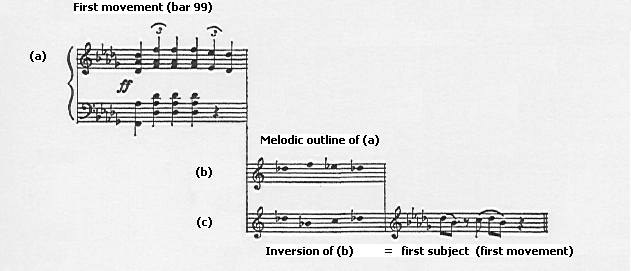 First movement (bar 99)
(a)
3 3
ff
Melodic outline of (a)
(b)
(c)
Inversion of (b) = first subject (first movement)